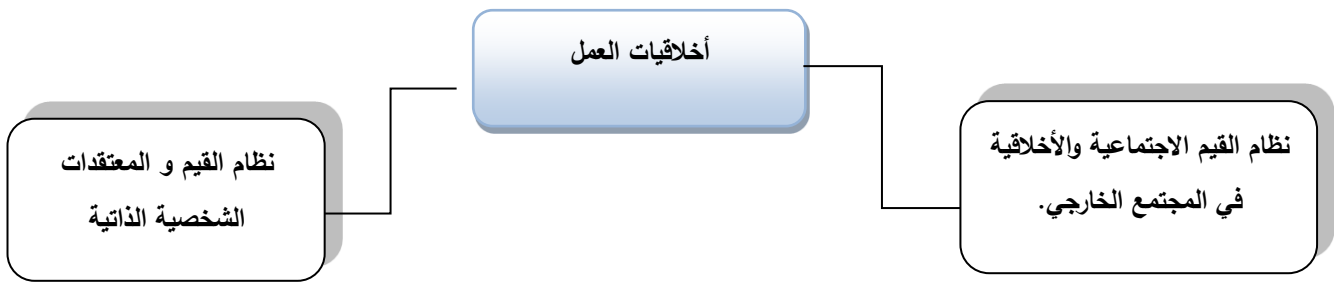 أخلاقيات العمل
نظام القيم الاجتماعية والأخلاقية
في المجتمع الخارجي.
نظام القيم و المعتقدات
الشخصية الذاتية